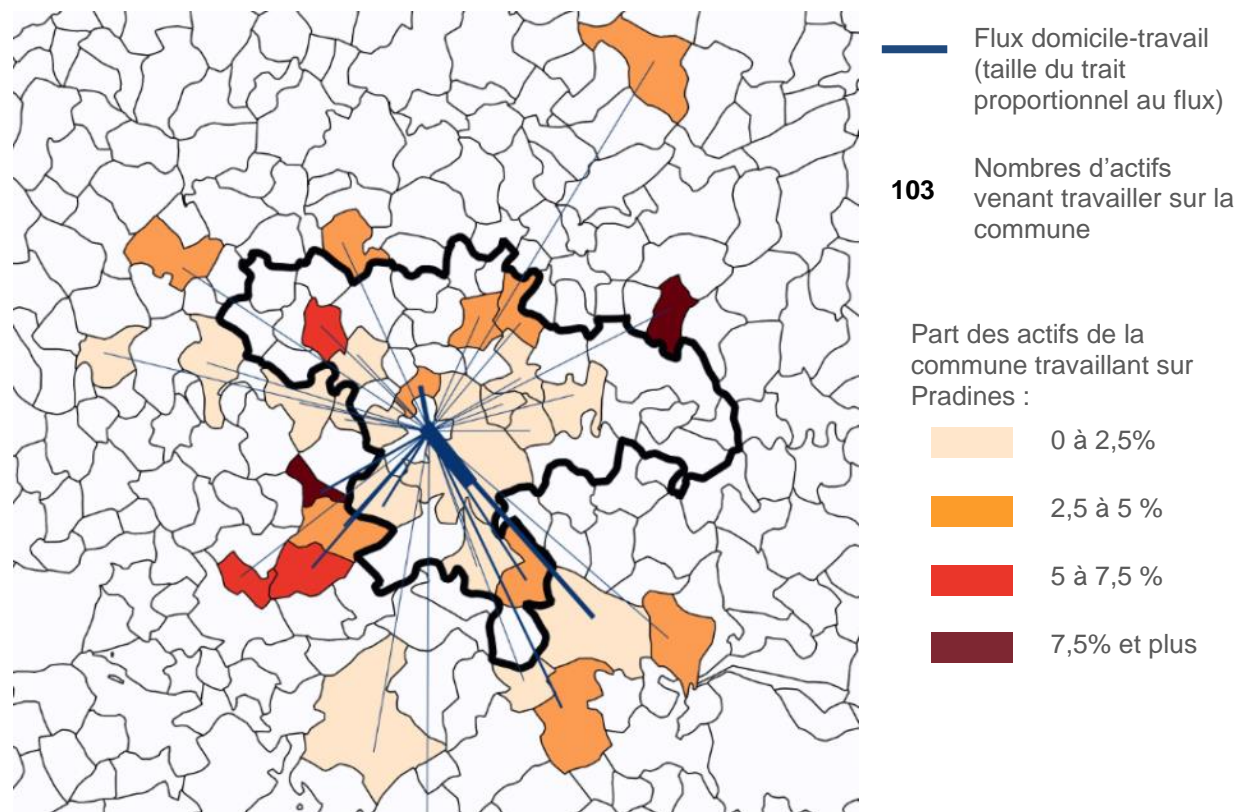 Flux domicile-travail
(taille du trait
proportionnel au flux)
103
Nombres d’actifs
venant travailler sur la
commune
Part des actifs de la
commune travaillant sur
Pradines :
0 à 2,5%
2,5 à 5 %
5 à 7,5 %
7,5% et plus